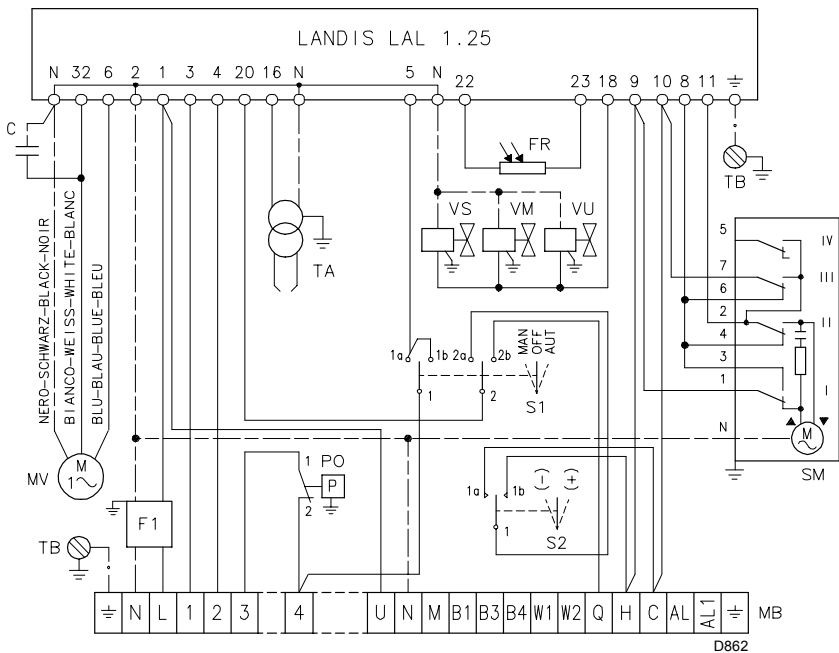 LANDIS LAL 1.25
N 32 6 2 1 3 4 20 16 N 5 N 22 23 18 9 10 8 11
C
FR
TB
NERO-SCHWARZ-BLACK-NOIR
BIANCO-WEISS-WHITE-BLANC
BLU-BLAU-BLUE-BLEU
VS VM VU
TA
5 IV
7 III
6
2 II
4
3
1 I
N
M
SM
1a 1b 2a 2b
MAN
OFF
AUT
1 2
S1
M
1~
MV
1 PO
P
2
1a 1b (-) (+)
1
S2
F1
TB
N L 1 2 3 4 U N M B1 B3 B4 W1 W2 Q H C AL AL1 MB
D862